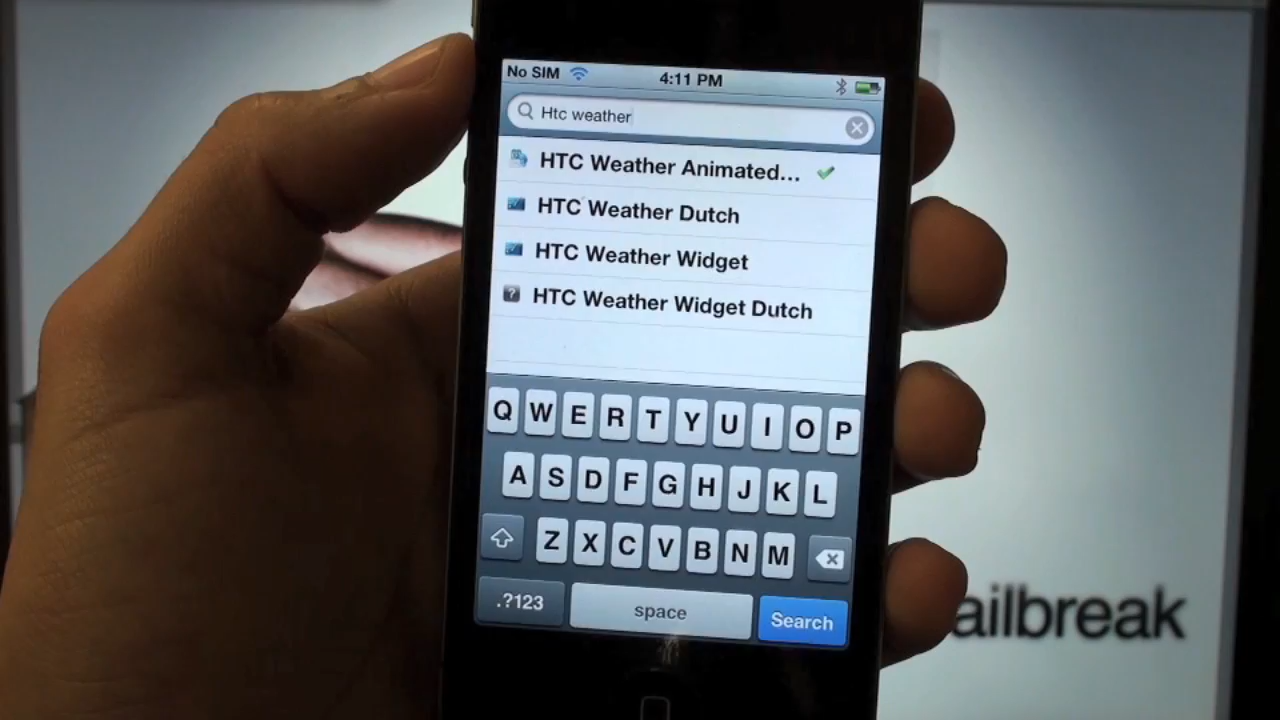 No SIM 4:11 PM
Htc weather
HTC Weather Animated...
HTC Weather Dutch
HTC Weather Widget
? HTC Weather Widget Dutch
Q W E R T Y U I O P
A S D F G H J K L
Z X C V B N M
.?123 space Search
ailbreak